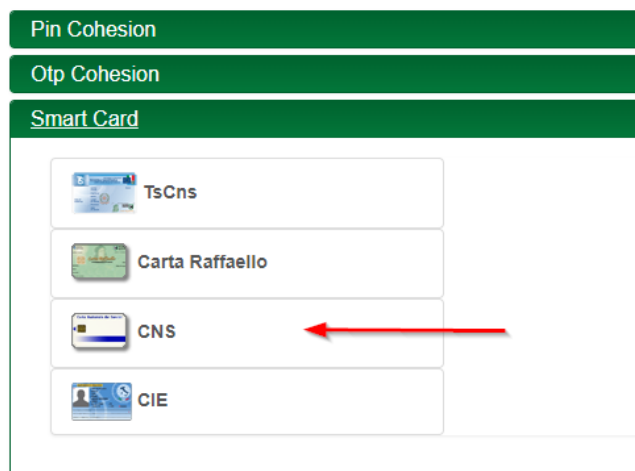 Pin Cohesion
Otp Cohesion
Smart Card
TsCns
Carta Raffaello
CNS
CIE